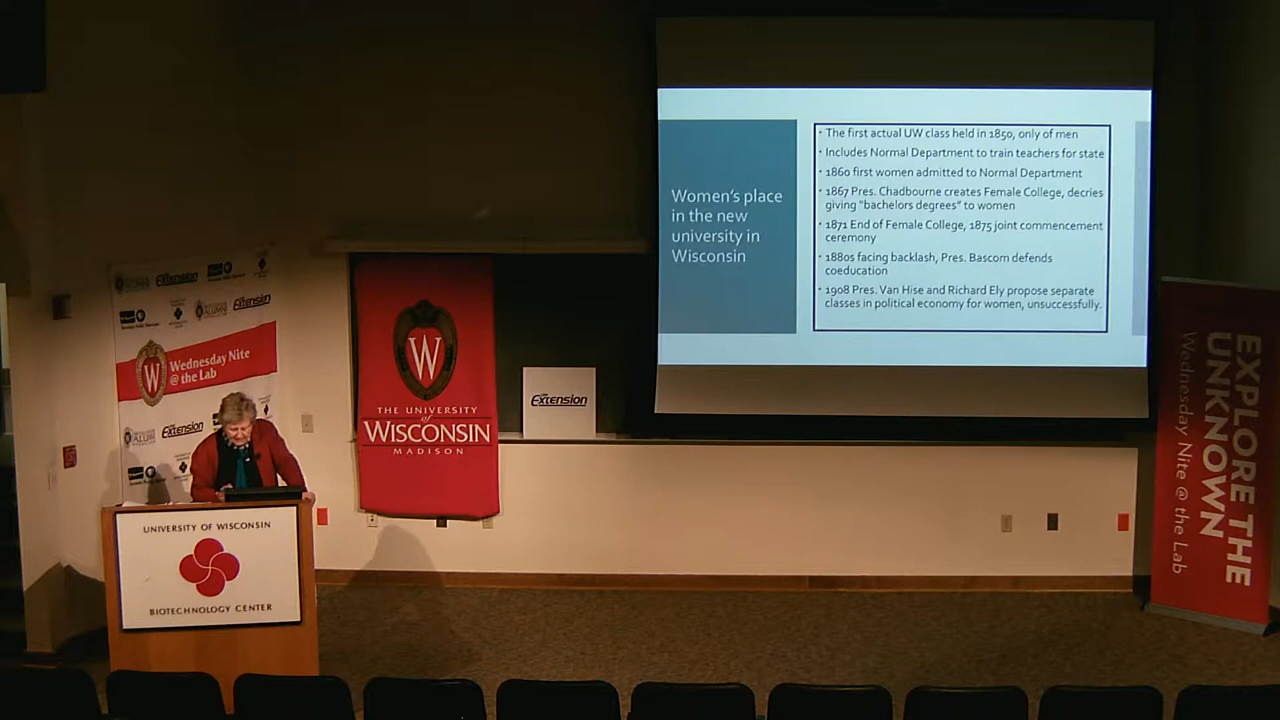 Women's place
in the new
university in
Wisconsin
• The first actual UW class held in 1850, only of men
• Includes Normal Department to train teachers for state
• 1860 first women admitted to Normal Department
• 1867 Pres. Chadbourne creates Female College, decries
giving "bachelors degrees" to women
• 1871 End of Female College, 1875 joint commencement
ceremony
• 1880s facing backlash, Pres. Bascom defends
coeducation
• 1908 Pres. Van Hise and Richard Ely propose separate
classes in political economy for women, unsuccessfully.
Extension
ALUMNI
Extension
Wednesday Nite
@ the Lab
Extension
W
THE UNIVERSITY
of
WISCONSIN
MADISON
Extension
UNIVERSITY OF WISCONSIN
BIOTECHNOLOGY CENTER
EXPLORE THE
UNKNOWN
Wednesday Nite @ the Lab